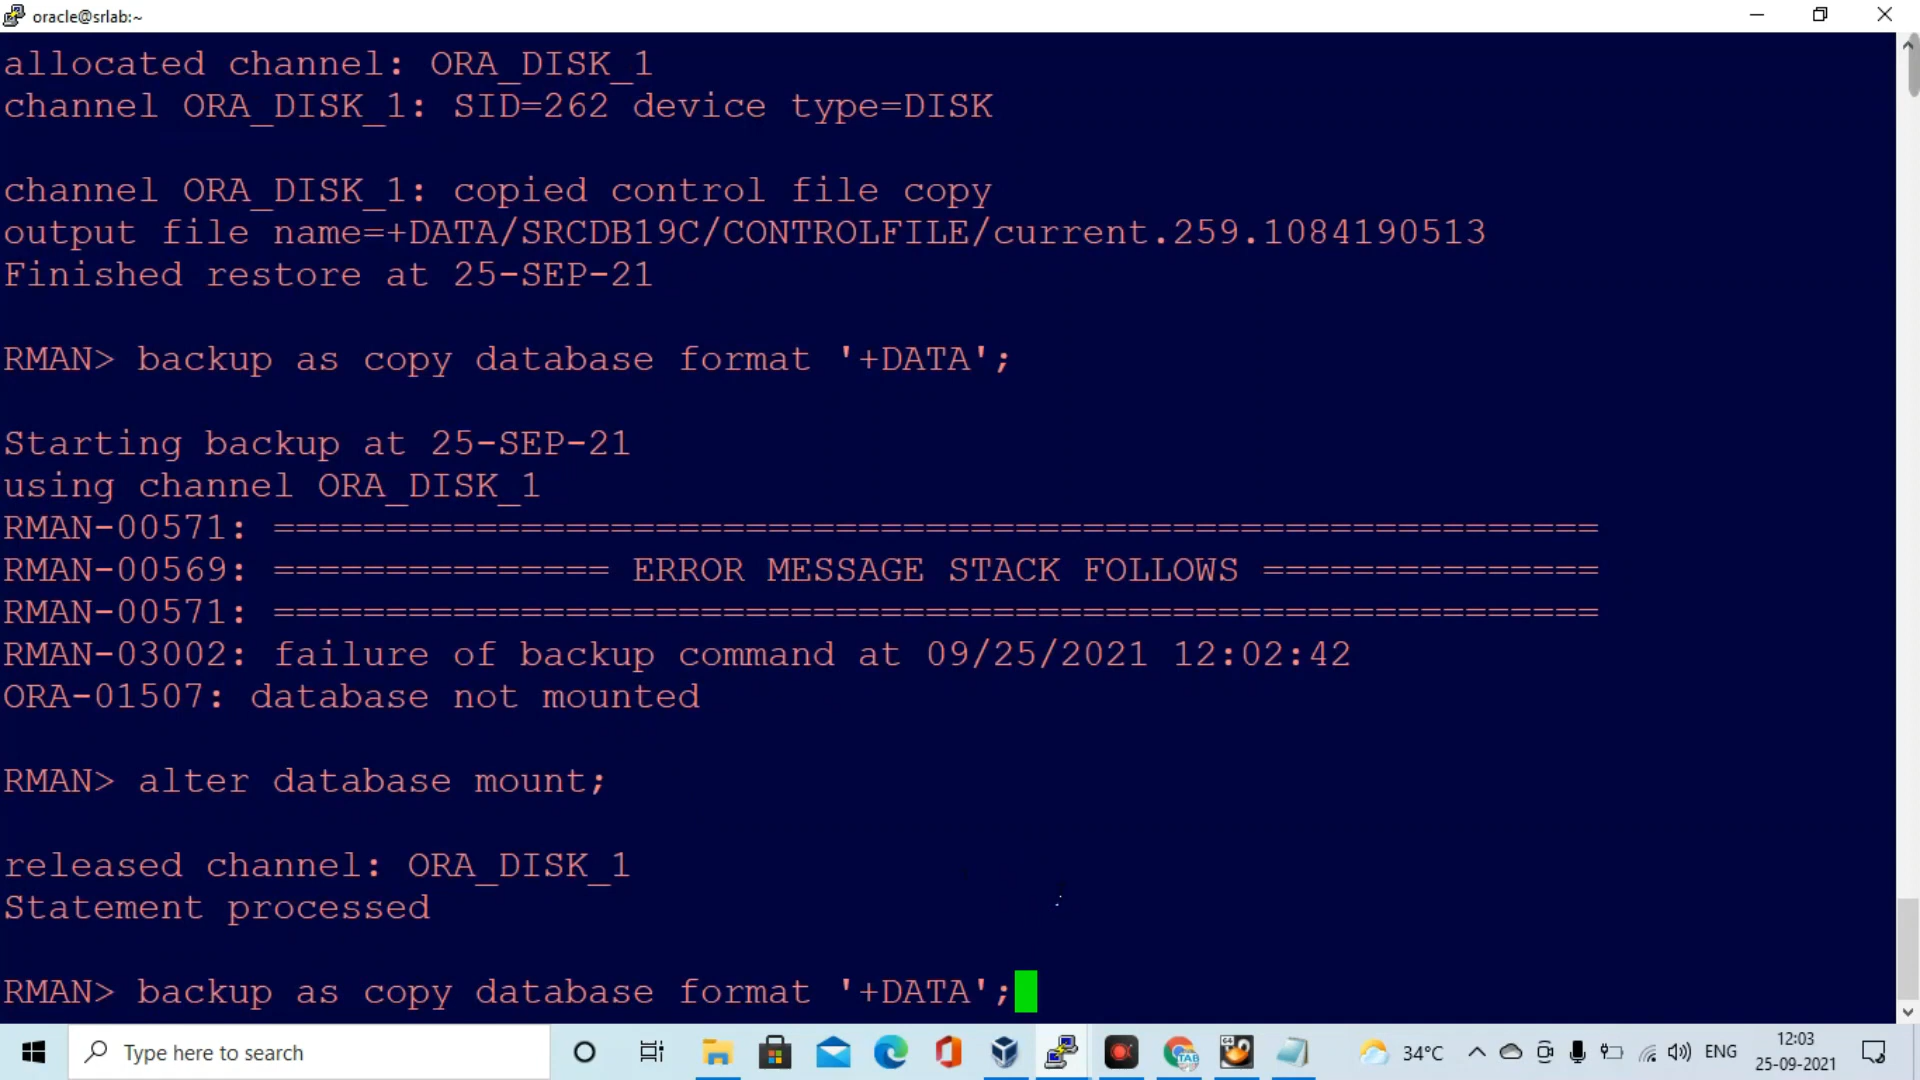 oracle@srlab:~
allocated channel: ORA_DISK_1
channel ORA_DISK_1: SID=262 device type=DISK
channel ORA_DISK_1: copied control file copy
output file name=+DATA/SRCDB19C/CONTROLFILE/current.259.1084190513
Finished restore at 25-SEP-21
RMAN> backup as copy database format '+DATA';
Starting backup at 25-SEP-21
using channel ORA_DISK_1
RMAN-00571: ===========================================================
RMAN-00569: =============== ERROR MESSAGE STACK FOLLOWS ===============
RMAN-00571: ===========================================================
RMAN-03002: failure of backup command at 09/25/2021 12:02:42
ORA-01507: database not mounted
RMAN> alter database mount;
released channel: ORA_DISK_1
Statement processed
RMAN> backup as copy database format '+DATA';
Type here to search
34°C
ENG
12:03
25-09-2021